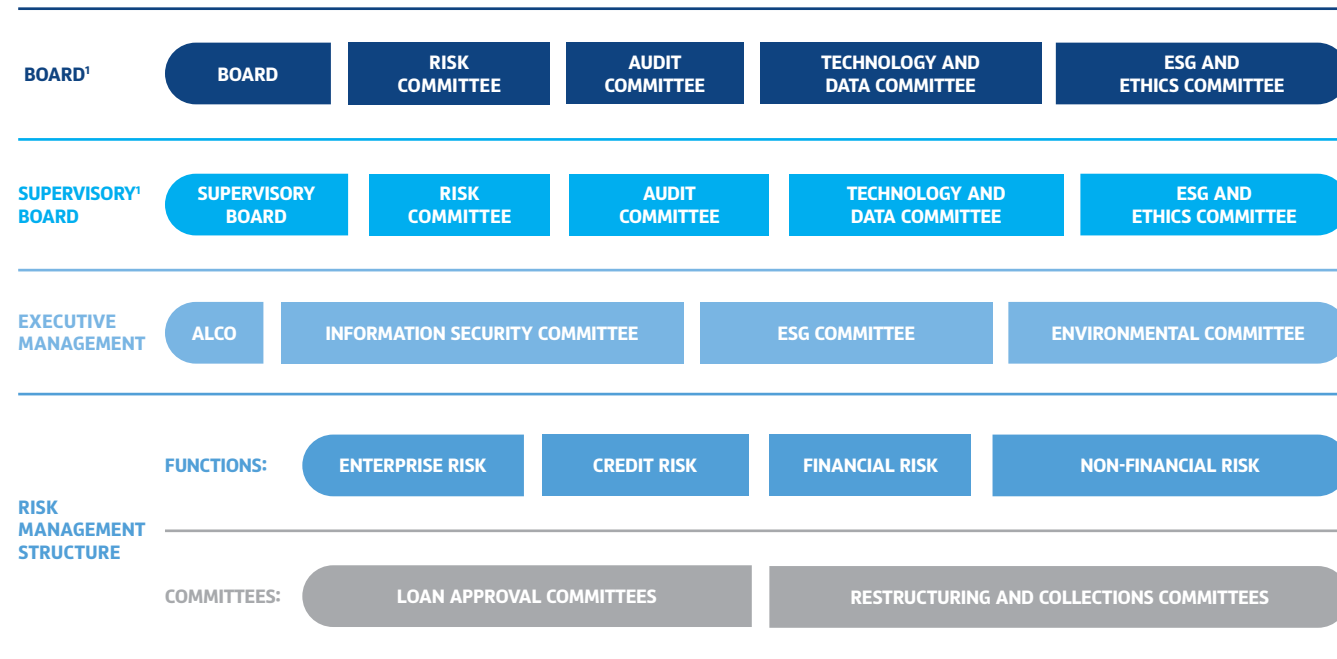 BOARD¹
BOARD
RISK
COMMITTEE
AUDIT
COMMITTEE
TECHNOLOGY AND
DATA COMMITTEE
ESG AND
ETHICS COMMITTEE
SUPERVISORY¹
BOARD
SUPERVISORY
BOARD
RISK
COMMITTEE
AUDIT
COMMITTEE
TECHNOLOGY AND
DATA COMMITTEE
ESG AND
ETHICS COMMITTEE
EXECUTIVE
MANAGEMENT
ALCO
INFORMATION SECURITY COMMITTEE
ESG COMMITTEE
ENVIRONMENTAL COMMITTEE
RISK
MANAGEMENT
STRUCTURE
FUNCTIONS:
ENTERPRISE RISK
CREDIT RISK
FINANCIAL RISK
NON-FINANCIAL RISK
COMMITTEES:
LOAN APPROVAL COMMITTEES
RESTRUCTURING AND COLLECTIONS COMMITTEES